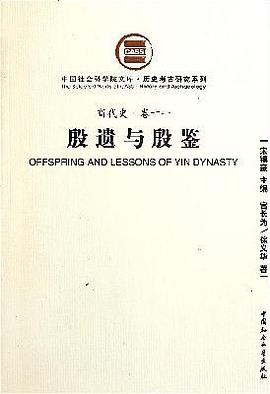 CASS
中国社会科学院文库·历史考古研究系列
The Selected Works of CASS · History and Archaeology
商代史·卷十一
殷遗与殷鉴
OFFSPRING AND LESSONS OF YIN DYNASTY
宋镇豪 主编 宫长为 徐义华 著
中国社会科学出版社